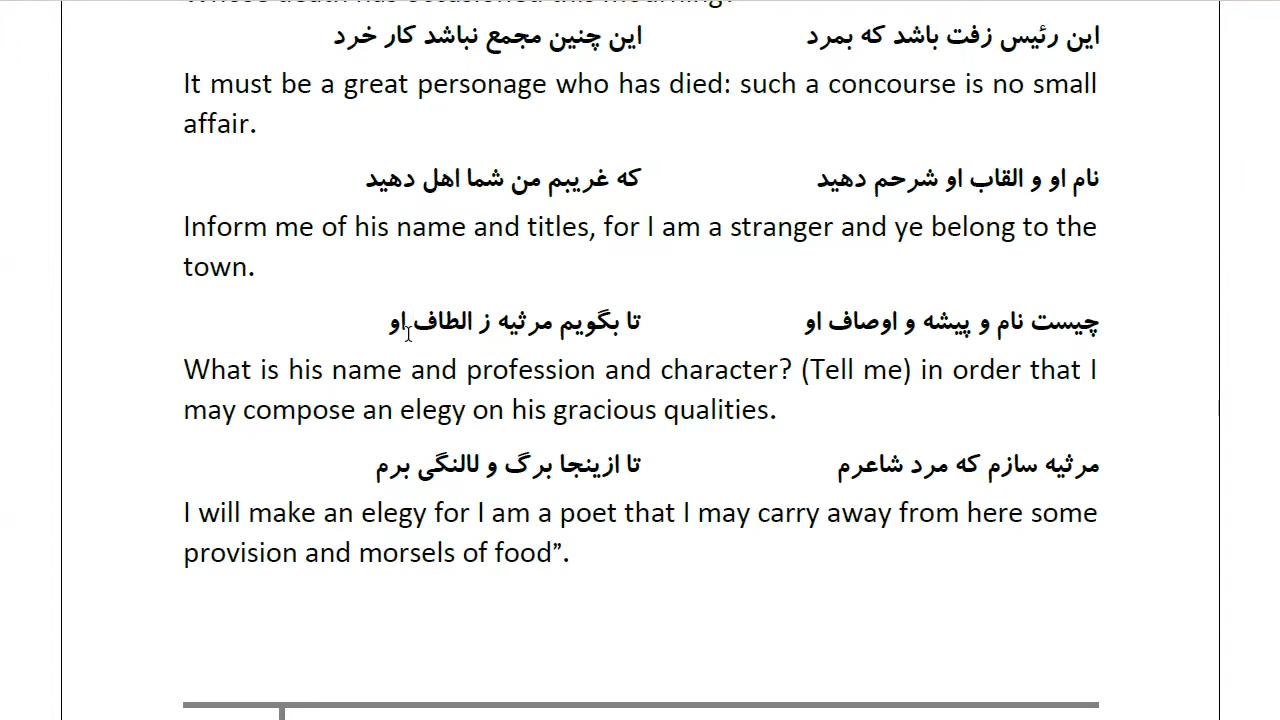 Whose death has occasioned this mourning?
این رئیس زفت باشد که بمرد این چنین مجمع نباشد کار خرد
It must be a great personage who has died: such a concourse is no small
affair.
نام او و القاب او شرحم دهید که غریبم من شما اهل دهید
Inform me of his name and titles, for I am a stranger and ye belong to the
town.
چیست نام و پیشه و اوصاف او تا بگویم مرثیه ز الطاف او
What is his name and profession and character? (Tell me) in order that I
may compose an elegy on his gracious qualities.
مرثیه سازم که مرد شاعرم تا ازینجا برگ و لالنگی برم
I will make an elegy for I am a poet that I may carry away from here some
provision and morsels of food”.